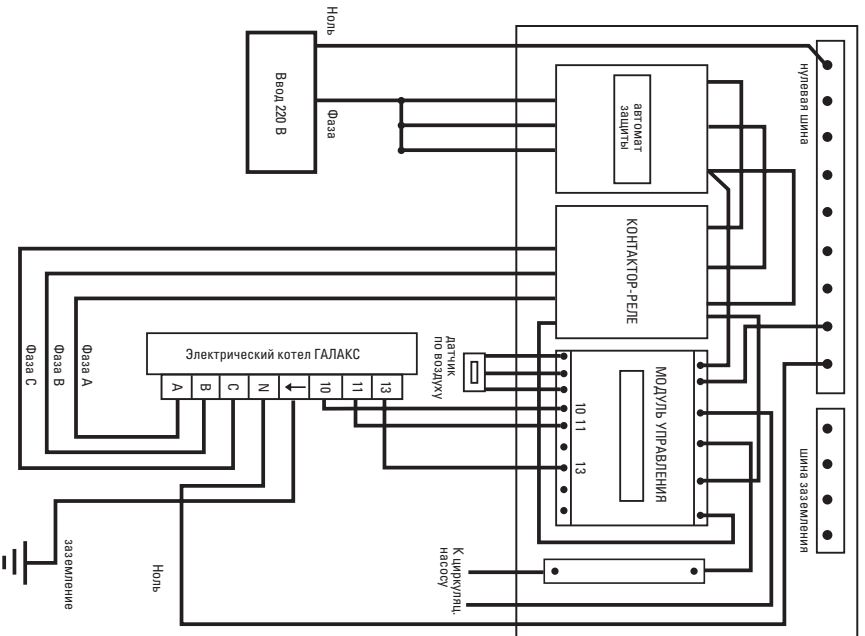 Ноль
Ввод 220 В
Фаза
нулевая шина
автомат
защиты
КОНТАКТОР-РЕЛЕ
Фаза C
Фаза B
Фаза A
Электрический котел ГАЛАКС
A
B
C
N
10
11
13
датчик
по воздуху
10 11
13
МОДУЛЬ УПРАВЛЕНИЯ
шина заземления
заземление
Ноль
К циркуляц.
насосу